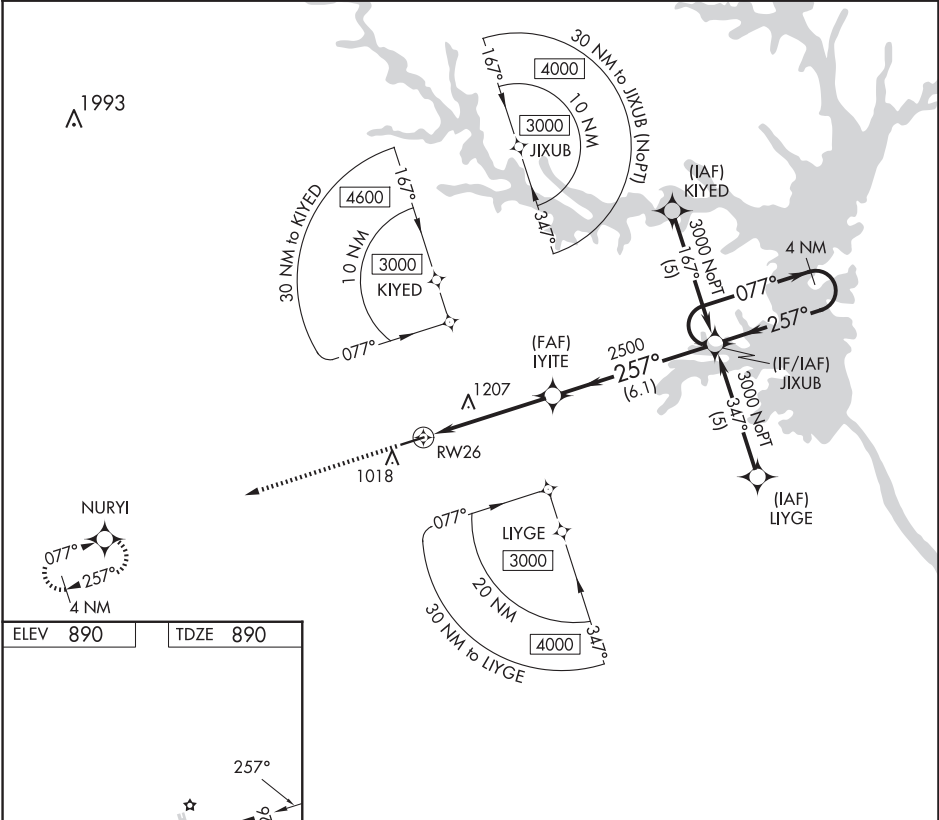 1993
30 NM to JIXUB (NoPT)
4000
167°
10 NM
3000
JIXUB
347°
30 NM to KIYED
4600
167°
10 NM
3000
KIYED
077°
(IAF)
KIYED
3000 NoPT
167°
(5)
4 NM
077°
257°
(IF/IAF)
JIXUB
(FAF)
IYITE
2500
257°
(6.1)
3000 NoPT
347°
(5)
(IAF)
LIYGE
1207
RW26
1018
NURYI
077°
257°
4 NM
077°
LIYGE
3000
20 NM
347°
4000
30 NM to LIYGE
ELEV 890
TDZE 890
257°
26